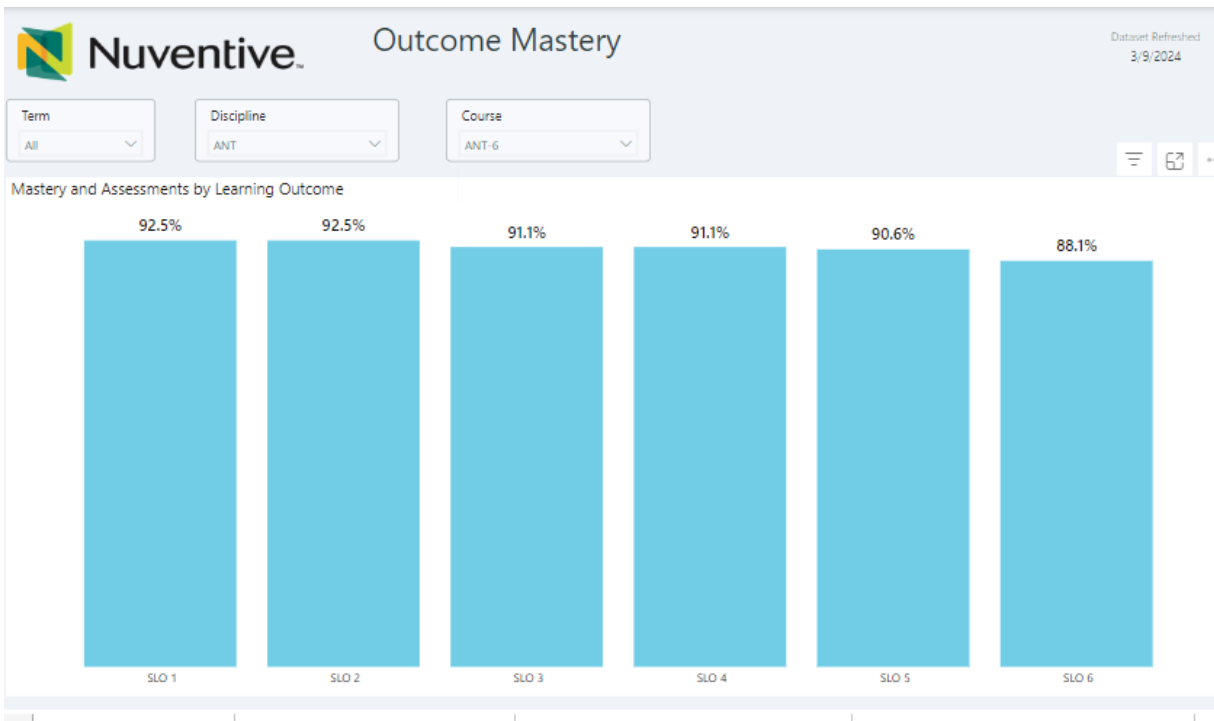 Nuventive™
Outcome Mastery
Dataset Refreshed
3/9/2024
Term
All
Discipline
ANT
Course
ANT-6
Mastery and Assessments by Learning Outcome
92.5%
92.5%
91.1%
91.1%
90.6%
88.1%
SLO 1
SLO 2
SLO 3
SLO 4
SLO 5
SLO 6